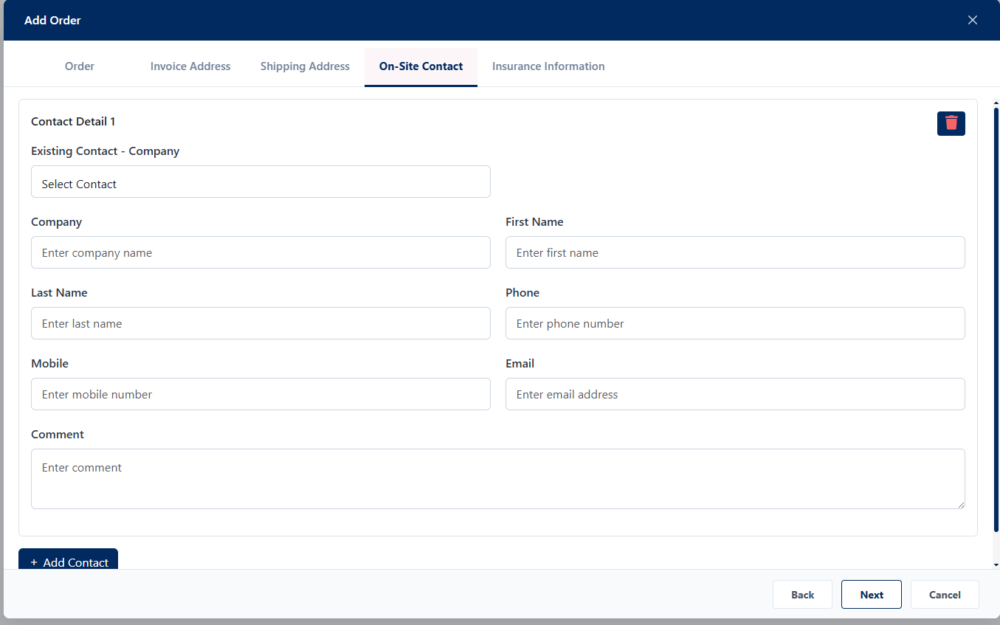 Add Order
Order Invoice Address Shipping Address On-Site Contact Insurance Information
Contact Detail 1
Existing Contact - Company
Select Contact
Company First Name
Enter company name Enter first name
Last Name Phone
Enter last name Enter phone number
Mobile Email
Enter mobile number Enter email address
Comment
Enter comment
+ Add Contact
Back Next Cancel